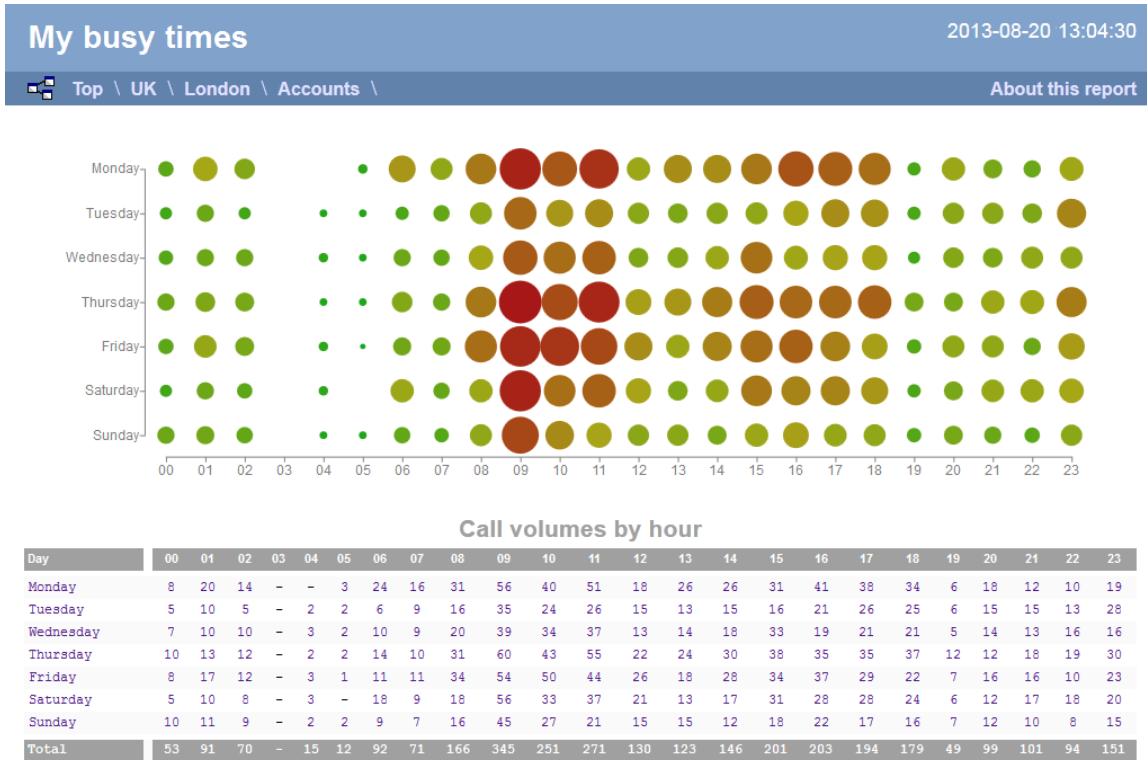 My busy times 2013-08-20 13:04:30
Top \ UK \ London \ Accounts \ About this report
Monday
Tuesday
Wednesday
Thursday
Friday
Saturday
Sunday
00 01 02 03 04 05 06 07 08 09 10 11 12 13 14 15 16 17 18 19 20 21 22 23
Call volumes by hour
Day 00 01 02 03 04 05 06 07 08 09 10 11 12 13 14 15 16 17 18 19 20 21 22 23
Monday 8 20 14 – – 3 24 16 31 56 40 51 18 26 26 31 41 38 34 6 18 12 10 19
Tuesday 5 10 5 – 2 2 6 9 16 35 24 26 15 13 15 16 21 26 25 6 15 15 13 28
Wednesday 7 10 10 – 3 2 10 9 20 39 34 37 13 14 18 33 19 21 21 5 14 13 16 16
Thursday 10 13 12 – 2 2 14 10 31 60 43 55 22 24 30 38 35 35 37 12 12 18 19 30
Friday 8 17 12 – 3 1 11 11 34 54 50 44 26 18 28 34 37 29 22 7 16 16 10 23
Saturday 5 10 8 – 3 – 18 9 18 56 33 37 21 13 17 31 28 28 24 6 12 17 18 20
Sunday 10 11 9 – 2 2 9 7 16 45 27 21 15 15 12 18 22 17 16 7 12 10 8 15
Total 53 91 70 – 15 12 92 71 166 345 251 271 130 123 146 201 203 194 179 49 99 101 94 151